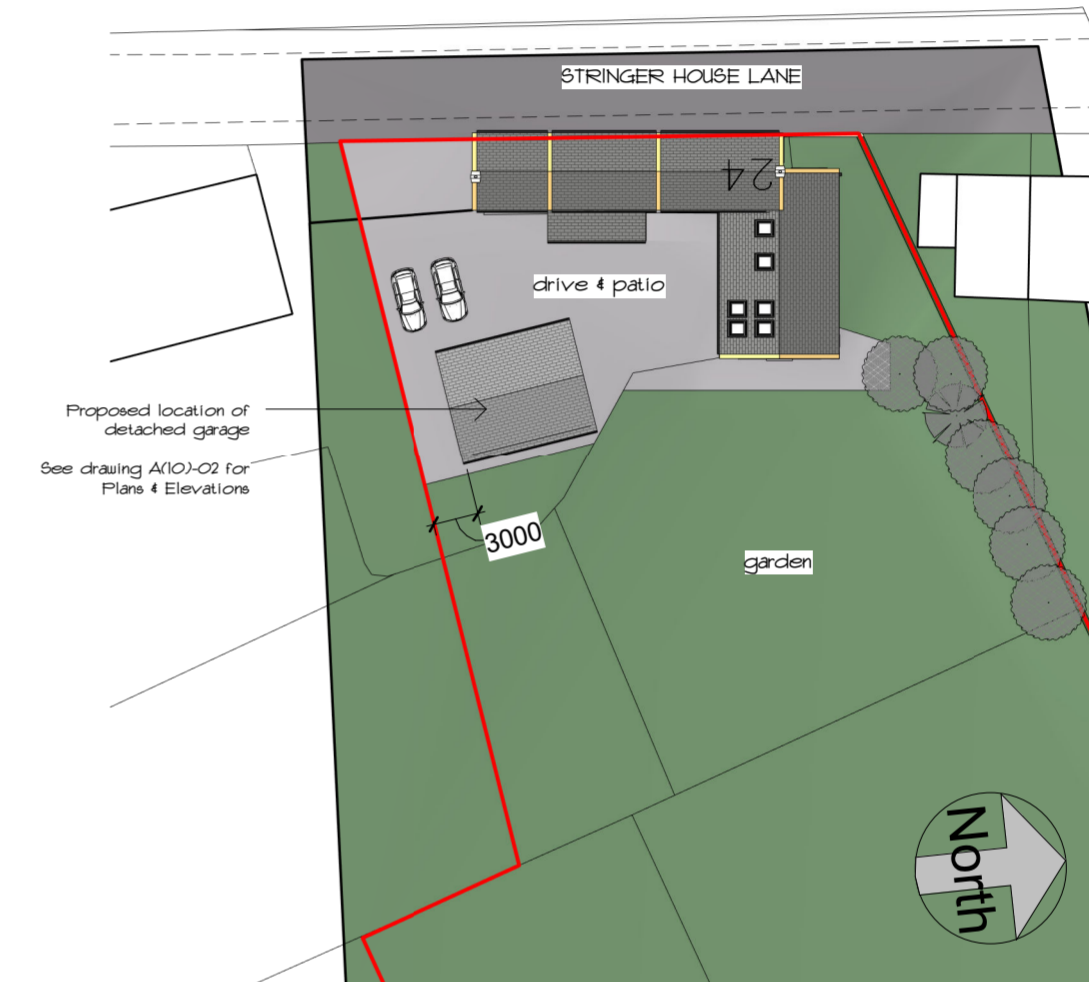 STRINGER HOUSE LANE
24
drive & patio
Proposed location of
detached garage
See drawing A(10)-02 for
Plans & Elevations
3000
garden
North